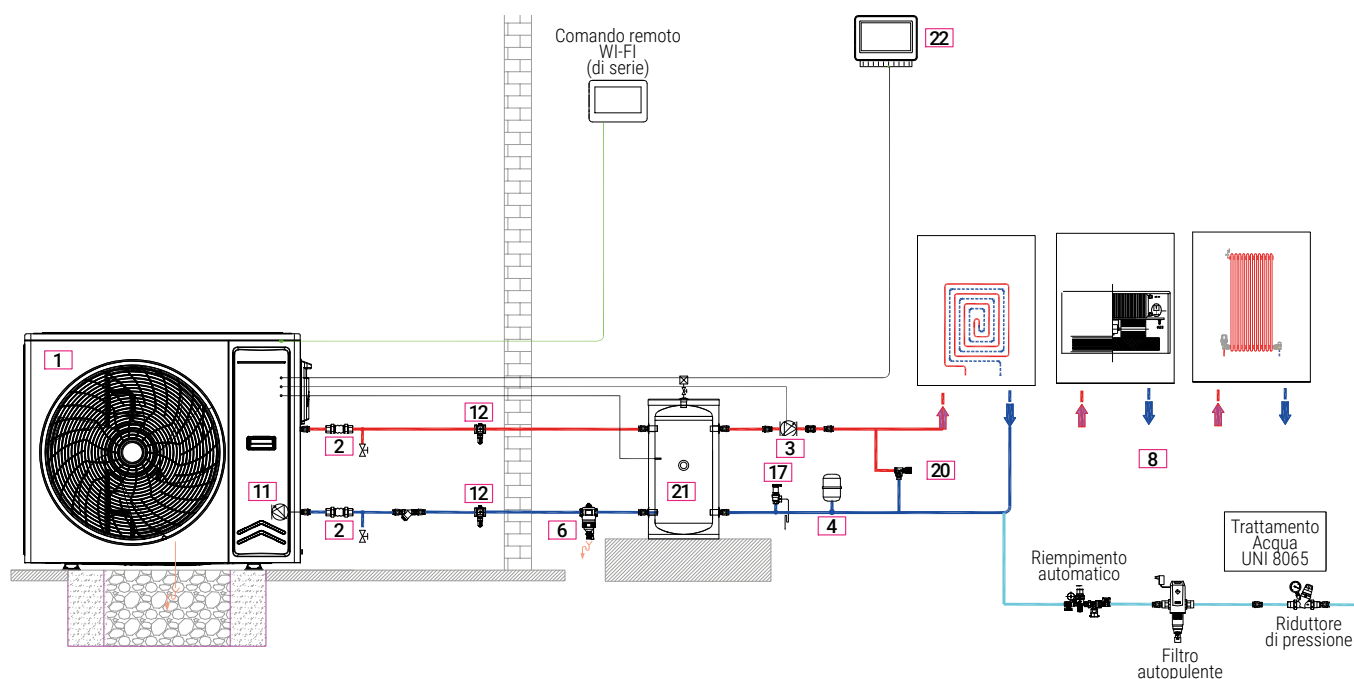 Comando remoto
WI-FI
(di serie)
22
1
12
2
3
20
17
8
11
21
12
2
6
4
Trattamento
Acqua
UNI 8065
Riempimento
automatico
Riduttore
di pressione
Filtro
autopulente